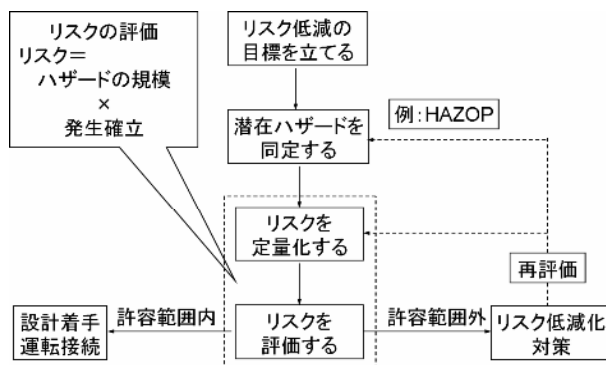 リスクの評価
リスク＝
ハザードの規模
×
発生確立
リスク低減の
目標を立てる
潜在ハザードを
同定する
例：HAZOP
リスクを
定量化する
再評価
設計着手
運転接続
許容範囲内
リスクを
評価する
許容範囲外
リスク低減化
対策